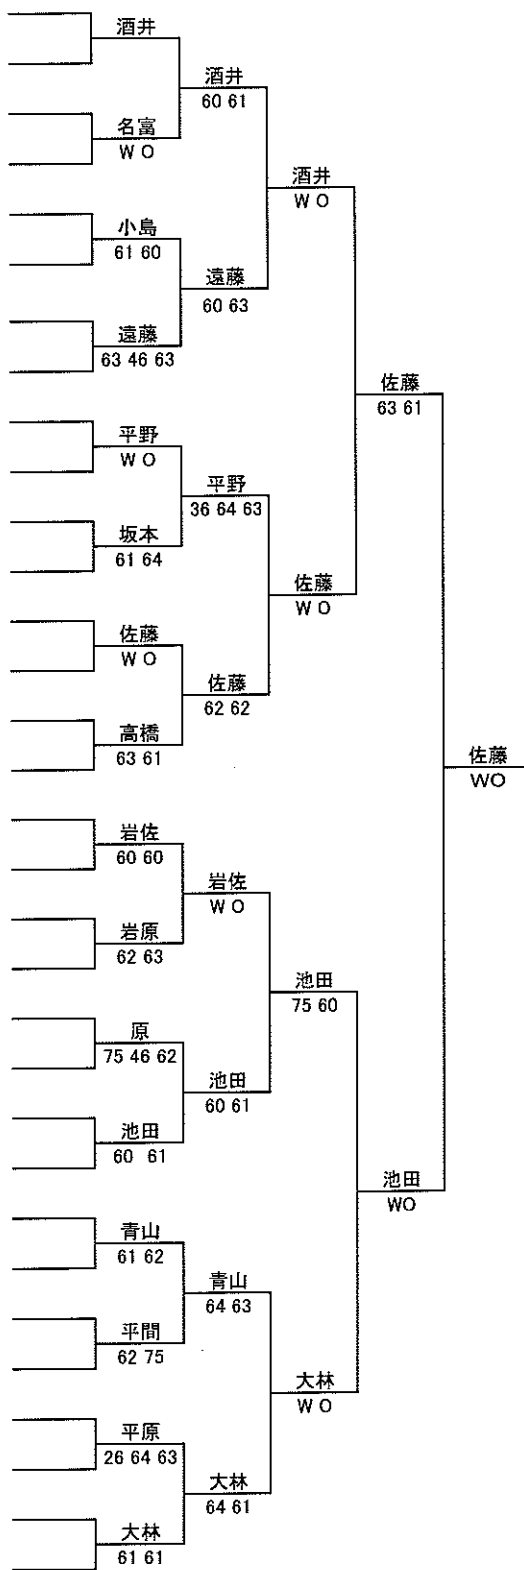 酒井
酒井
60 61
名富
W O
酒井
W O
小島
61 60
遠藤
60 63
遠藤
63 46 63
佐藤
63 61
平野
W O
平野
36 64 63
坂本
61 64
佐藤
W O
佐藤
W O
佐藤
62 62
高橋
63 61
佐藤
WO
岩佐
60 60
岩佐
W O
岩原
62 63
池田
75 60
原
75 46 62
池田
60 61
池田
60 61
池田
WO
青山
61 62
青山
64 63
平間
62 75
大林
W O
平原
26 64 63
大林
64 61
大林
61 61